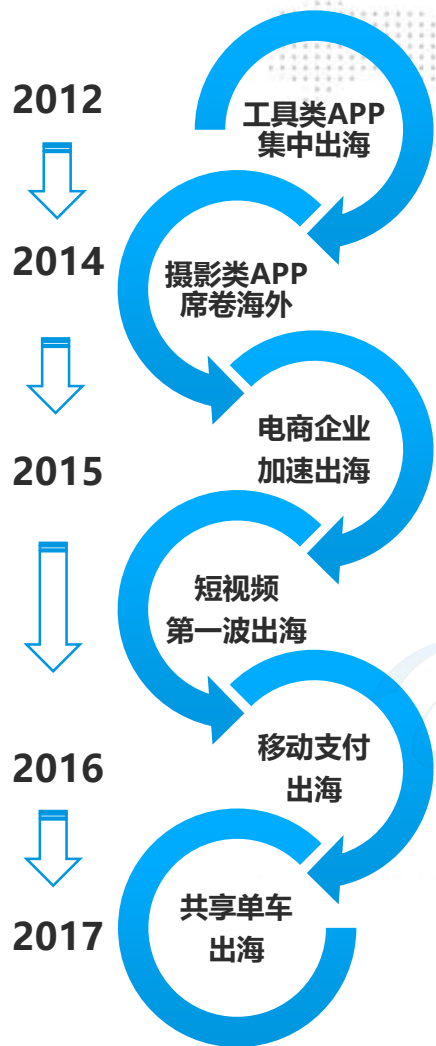 2012
工具类APP
集中出海
2014
摄影类APP
席卷海外
电商企业
加速出海
2015
短视频
第一波出海
2016
移动支付
出海
共享单车
出海
2017